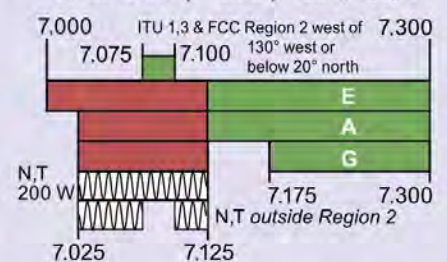 7.000 ITU 1,3 & FCC Region 2 west of 7.300
7.075 7.100 130° west or
below 20° north
E
A
G
N,T
200 W
7.175 7.300
N,T outside Region 2
7.025 7.125